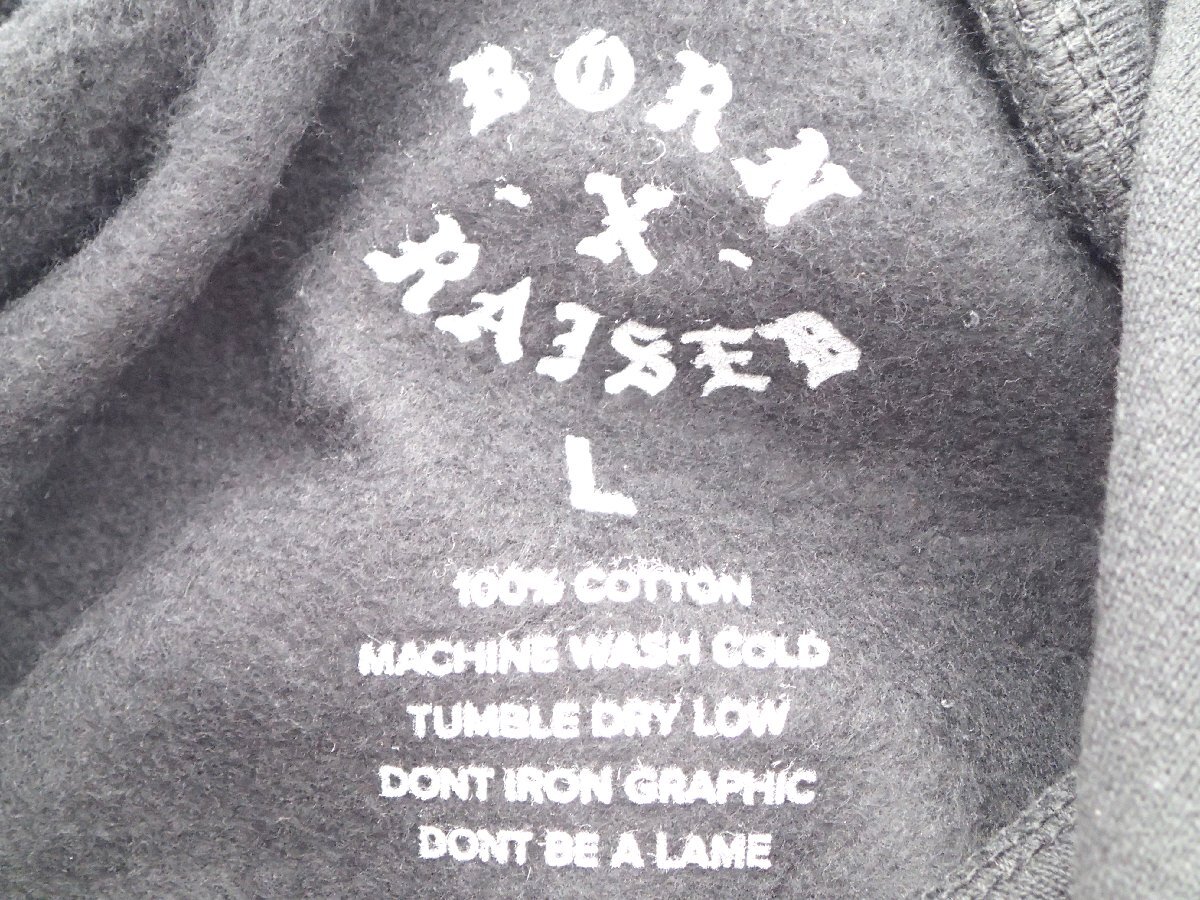 BORN
X
RAISED
L
100% COTTON
MACHINE WASH COLD
TUMBLE DRY LOW
DONT IRON GRAPHIC
DONT BE A LAME